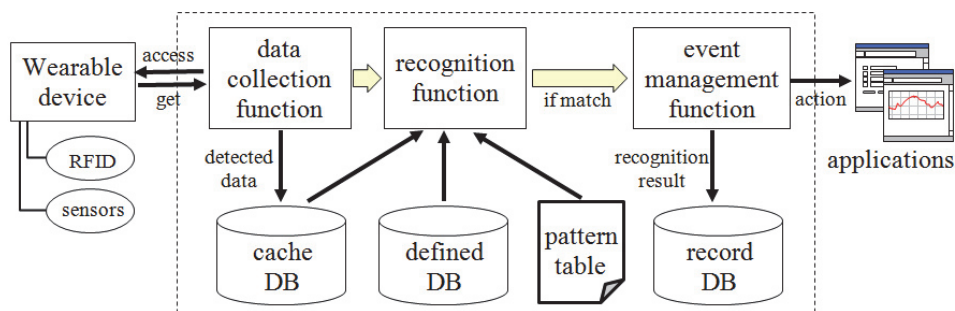 Wearable
device
RFID
sensors
access
get
data
collection
function
detected
data
cache
DB
recognition
function
defined
DB
pattern
table
if match
event
management
function
recognition
result
record
DB
action
applications